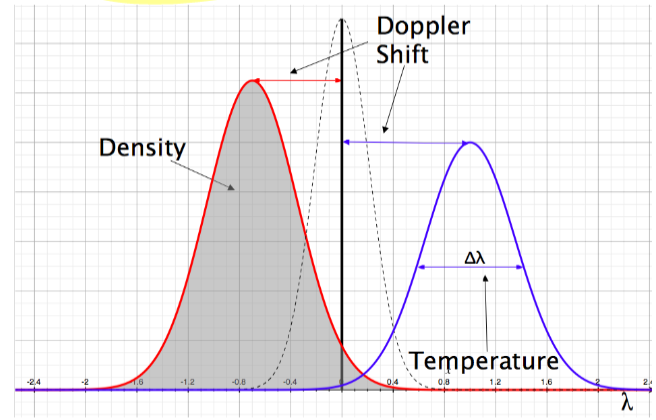 Doppler
Shift
Density
Δλ
Temperature
-2.4 -2 -1.6 -1.2 -0.8 -0.4 0.4 0.8 1.2 1.6 2 2.4
λ